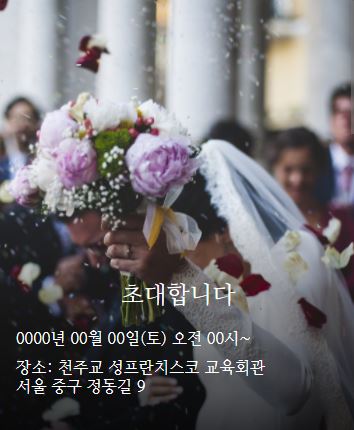 초대합니다
0000년 00월 00일(토) 오전 00시~
장소: 천주교 성프란치스코 교육회관
서울 중구 정동길 9